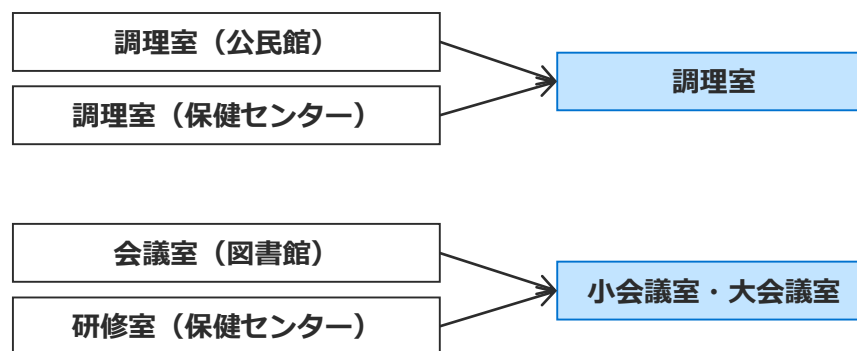 調理室（公民館）
調理室（保健センター）
調理室
会議室（図書館）
研修室（保健センター）
小会議室・大会議室